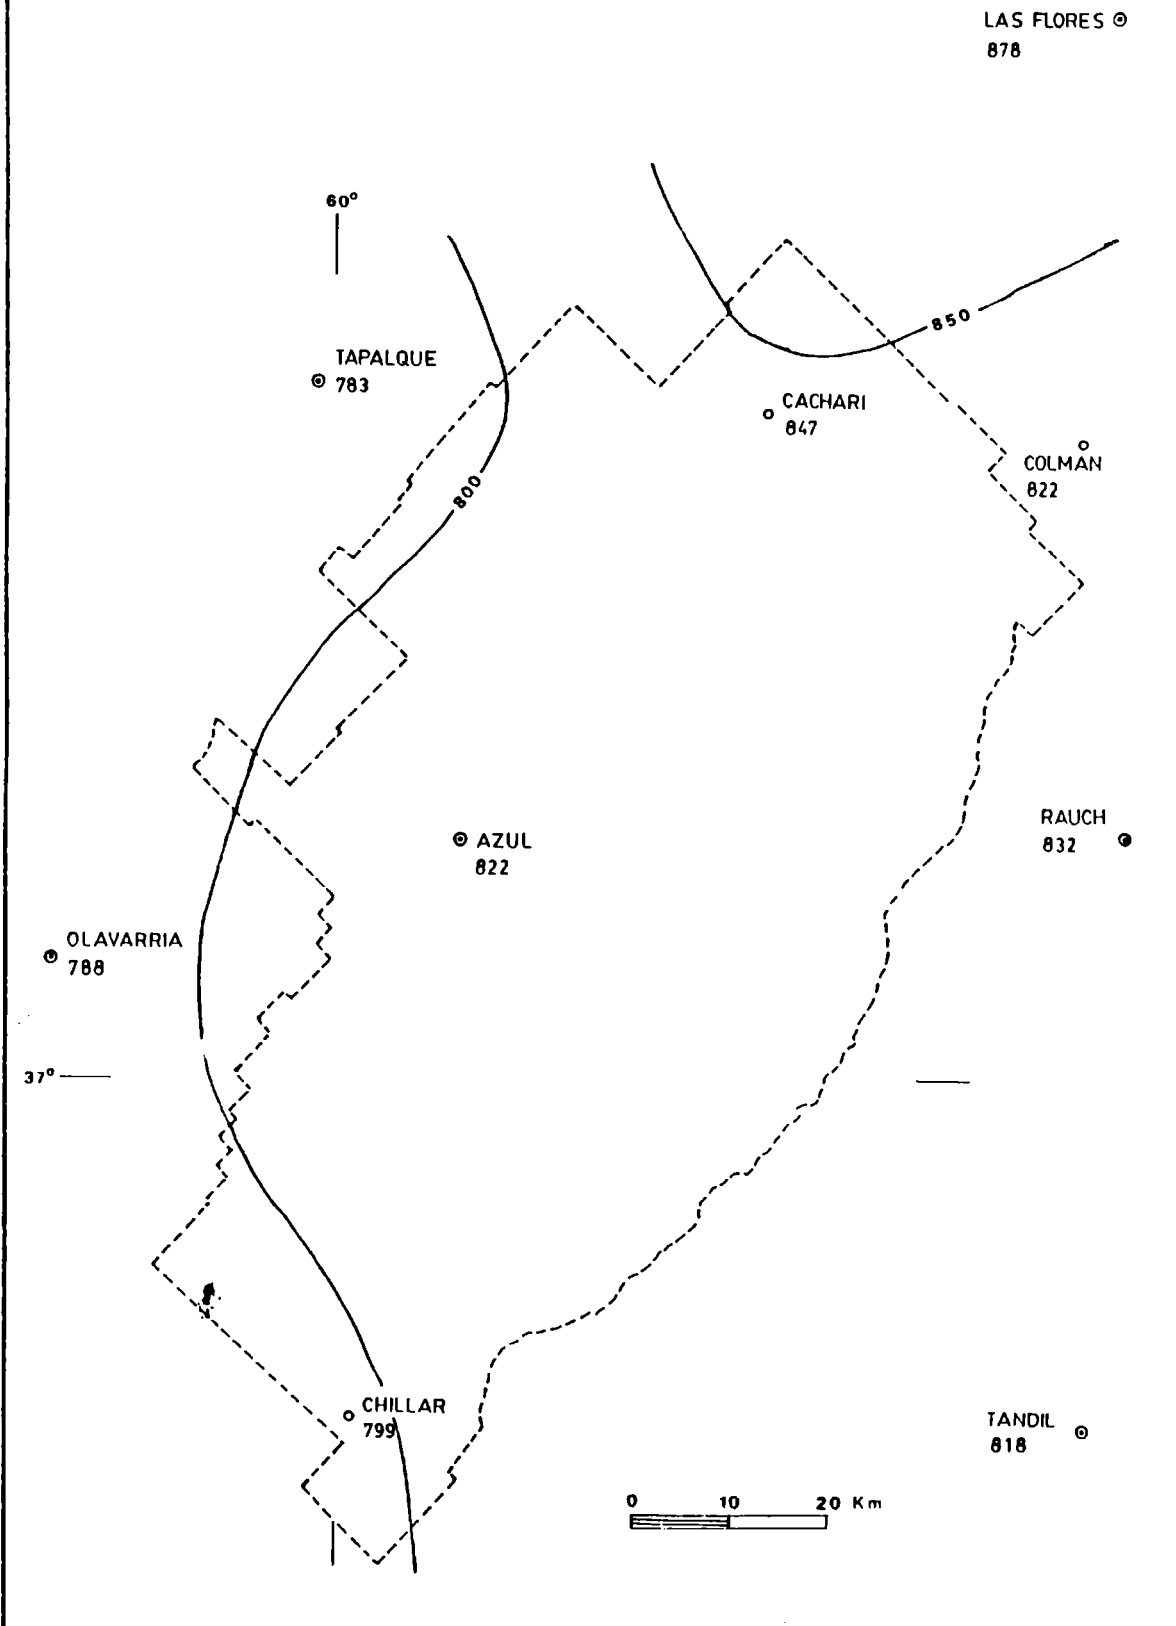 LAS FLORES
878
60°
850
TAPALQUE
783
CACHARI
847
COLMAN
822
800
RAUCH
832
AZUL
822
OLAVARRIA
788
37°
CHILLAR
799
TANDIL
818
0 10 20 Km